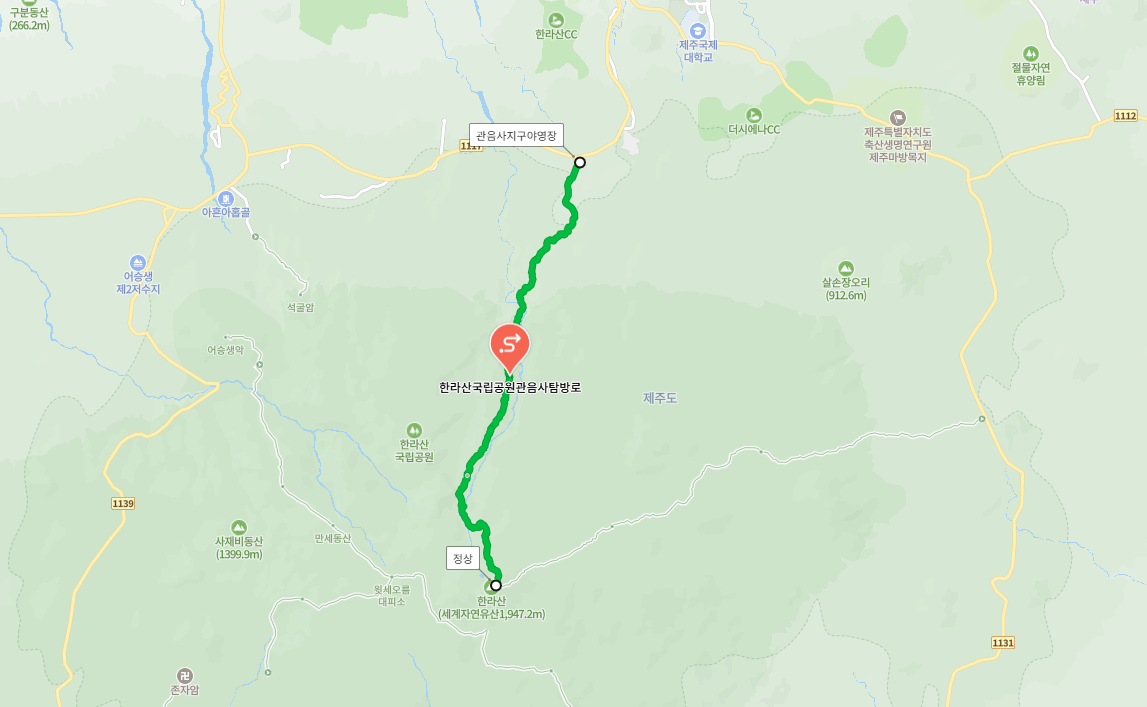 구분동산
(266.2m)
한라산CC
제주국제
대학교
절물자연
휴양림
더시에나CC
1112
제주특별자치도
축산생명연구원
제주마방목지
관음사지구야영장
1117
아흔아홉골
어승생
제2저수지
석굴암
살손장오리
(912.6m)
어승생악
한라산국립공원관음사탐방로
제주도
한라산
국립공원
1139
사재비동산
(1399.9m)
만세동산
정상
윗세오름
대피소
한라산
(세계자연유산1,947.2m)
1131
존자암